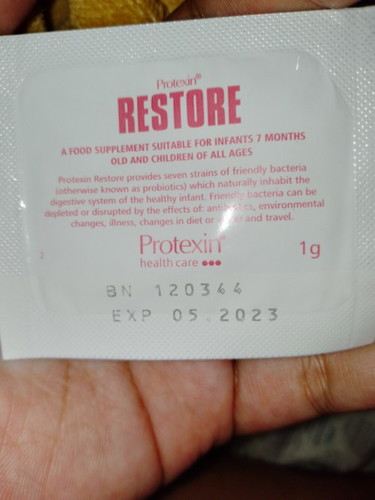 Protexin®
RESTORE
A FOOD SUPPLEMENT SUITABLE FOR INFANTS 7 MONTHS
OLD AND CHILDREN OF ALL AGES
Protexin Restore provides seven strains of friendly bacteria
(otherwise known as probiotics) which naturally inhabit the
digestive system of the healthy infant. Friendly bacteria can be
depleted or disrupted by the effects of: antibiotics, environmental
changes, illness, changes in diet or and travel.
Protexin®
health care
1g
2
BN 120344
EXP 05.2023